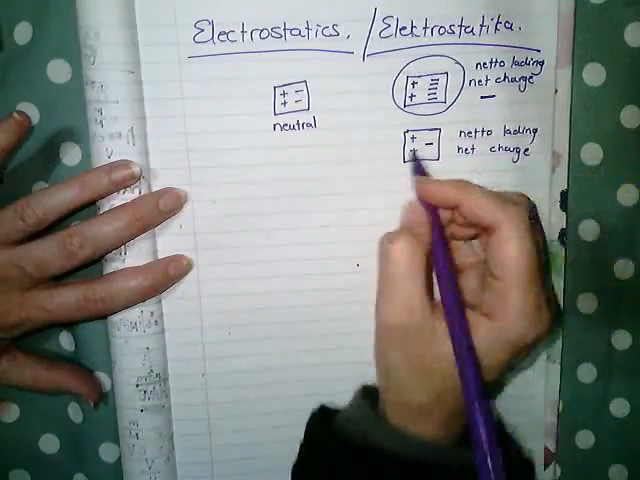 Electrostatics. / Elektrostatika.
+ -
+ -
neutral
+
+
netto lading
net charge
-
+ -
+
netto lading
net charge